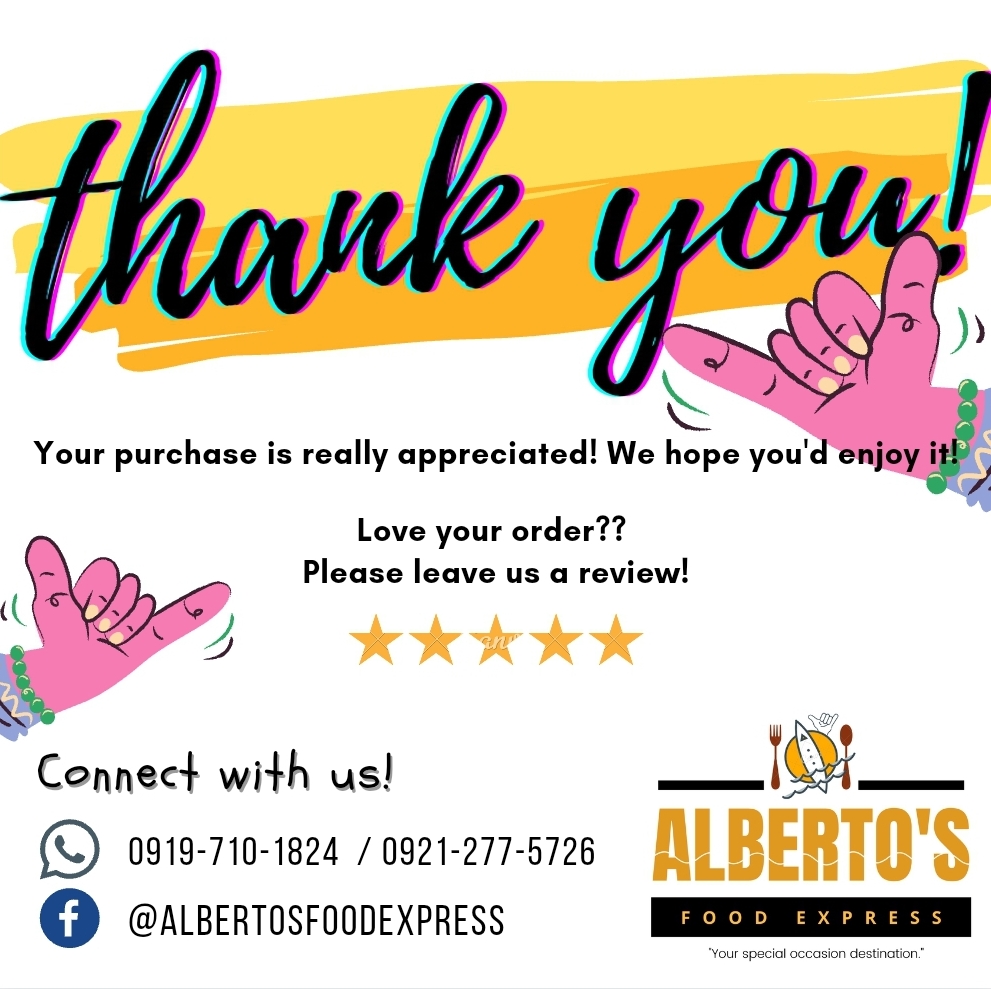 thank you!
Your purchase is really appreciated! We hope you'd enjoy it!
Love your order??
Please leave us a review!
Connect with us!
0919-710-1824 / 0921-277-5726
@ALBERTOSFOODEXPRESS
ALBERTO'S
FOOD EXPRESS
"Your special occasion destination."